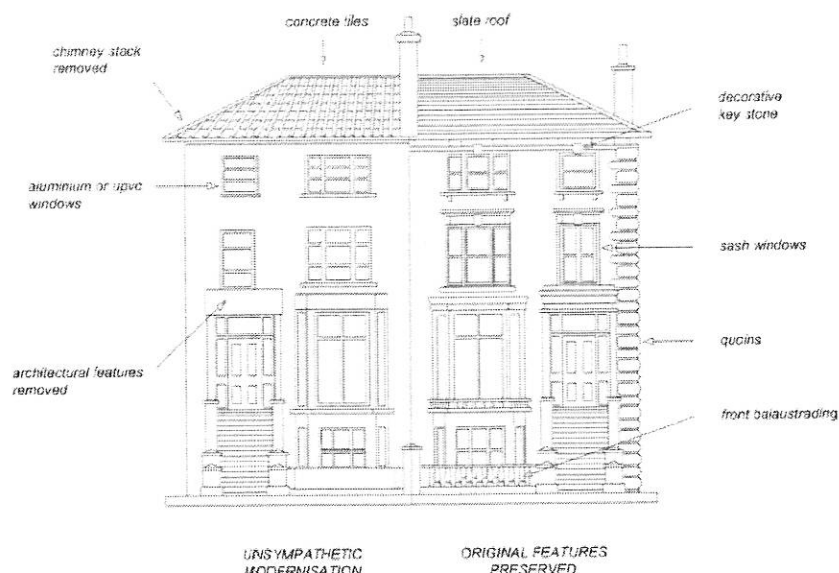 concrete tiles
slate roof
chimney stack
removed
decorative
key stone
aluminium or upvc
windows
sash windows
quoins
architectural features
removed
front balaustrading
UNSYMPATHETIC
MODERNISATION
ORIGINAL FEATURES
PRESERVED